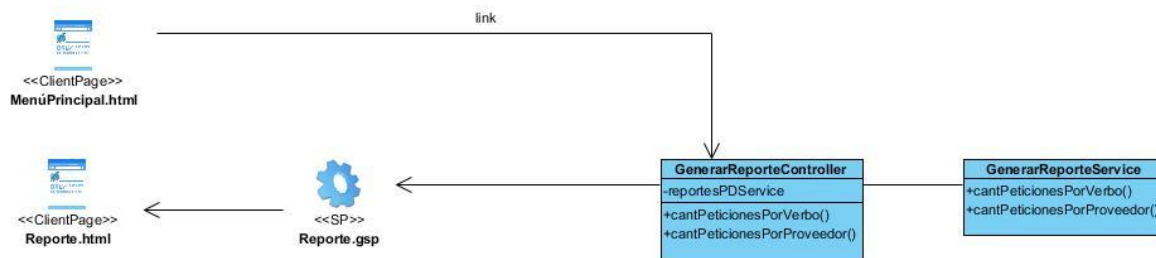 link
<<ClientPage>>
MenúPrincipal.html
GenerarReporteController
-reportesPDService
+cantPeticionesPorVerbo()
+cantPeticionesPorProveedor()
GenerarReporteService
+cantPeticionesPorVerbo()
+cantPeticionesPorProveedor()
<<ClientPage>>
Reporte.html
<<SP>>
Reporte.gsp